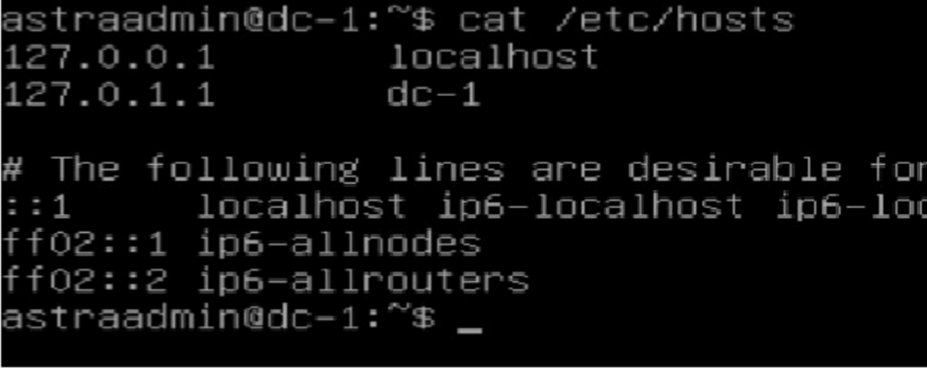 astraadmin@dc-1:~$ cat /etc/hosts
127.0.0.1 localhost
127.0.1.1 dc-1
# The following lines are desirable for
::1 localhost ip6-localhost ip6-loc
ff02::1 ip6-allnodes
ff02::2 ip6-allrouters
astraadmin@dc-1:~$ _